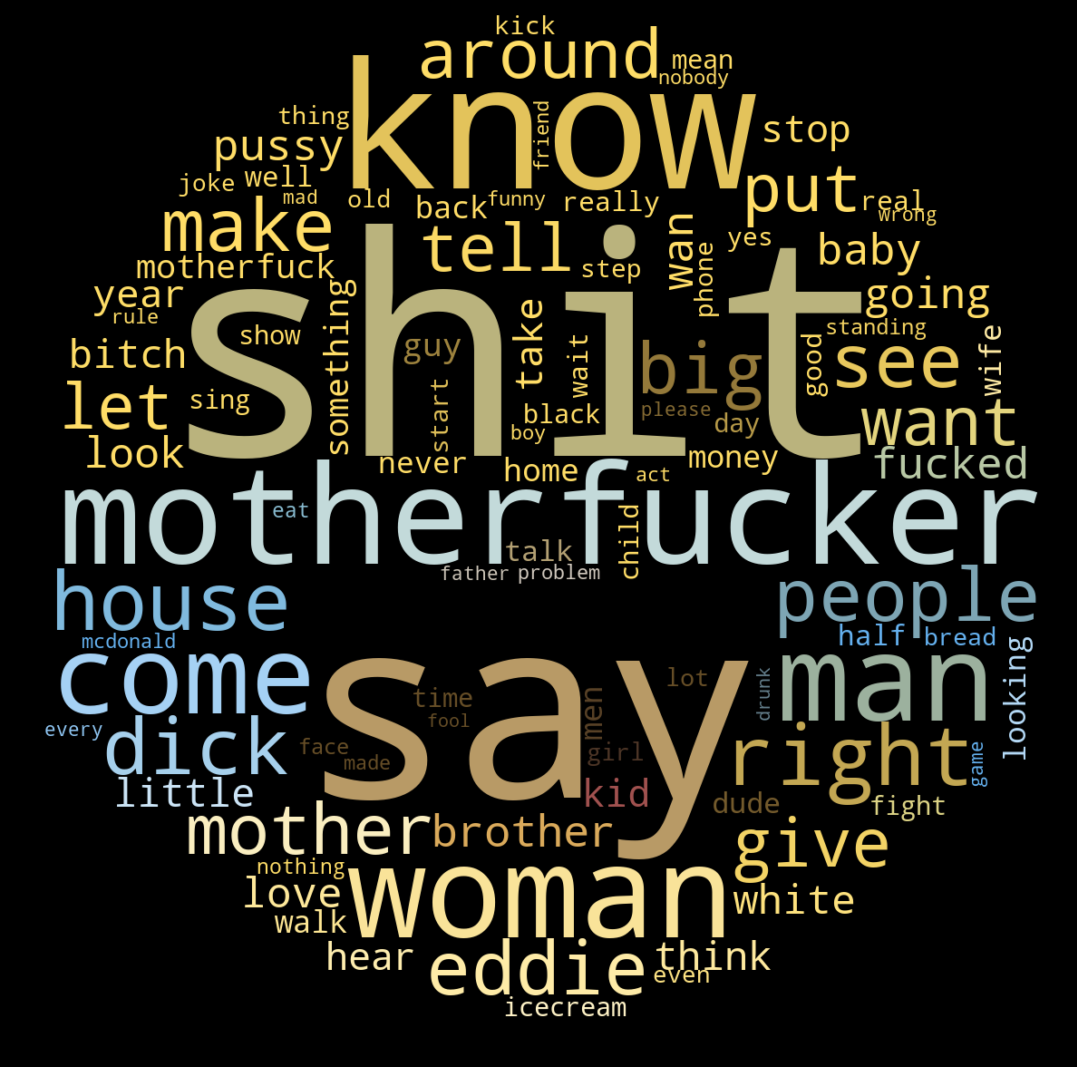 kick
around
mean
nobody
know
friend
thing
pussy
stop
joke
well
mad
old
back
funny
really
put
real
wrong
make
tell
wan
yes
baby
motherfuck
step
phone
year
rule
going
shit
show
something
guy
take
wait
big
good
standing
see
wife
bitch
let
sing
start
black
boy
please
day
want
look
never
home
act
money
fucked
motherfucker
eat
talk
child
father
problem
house
people
mcdonald
half
bread
looking
come
say
man
every
dick
time
fool
men
lot
drunk
girl
face
made
right
game
little
kid
dude
fight
mother
brother
give
nothing
love
woman
white
walk
hear
eddie
think
even
icecream